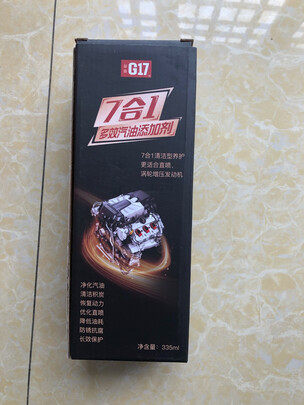 G17
7合1
多效汽油添加剂
7合1清洁型养护
更适合直喷、
涡轮增压发动机
净化汽油
清洁积炭
恢复动力
优化直喷
降低油耗
防锈抗腐
长效保护
净含量：335ml